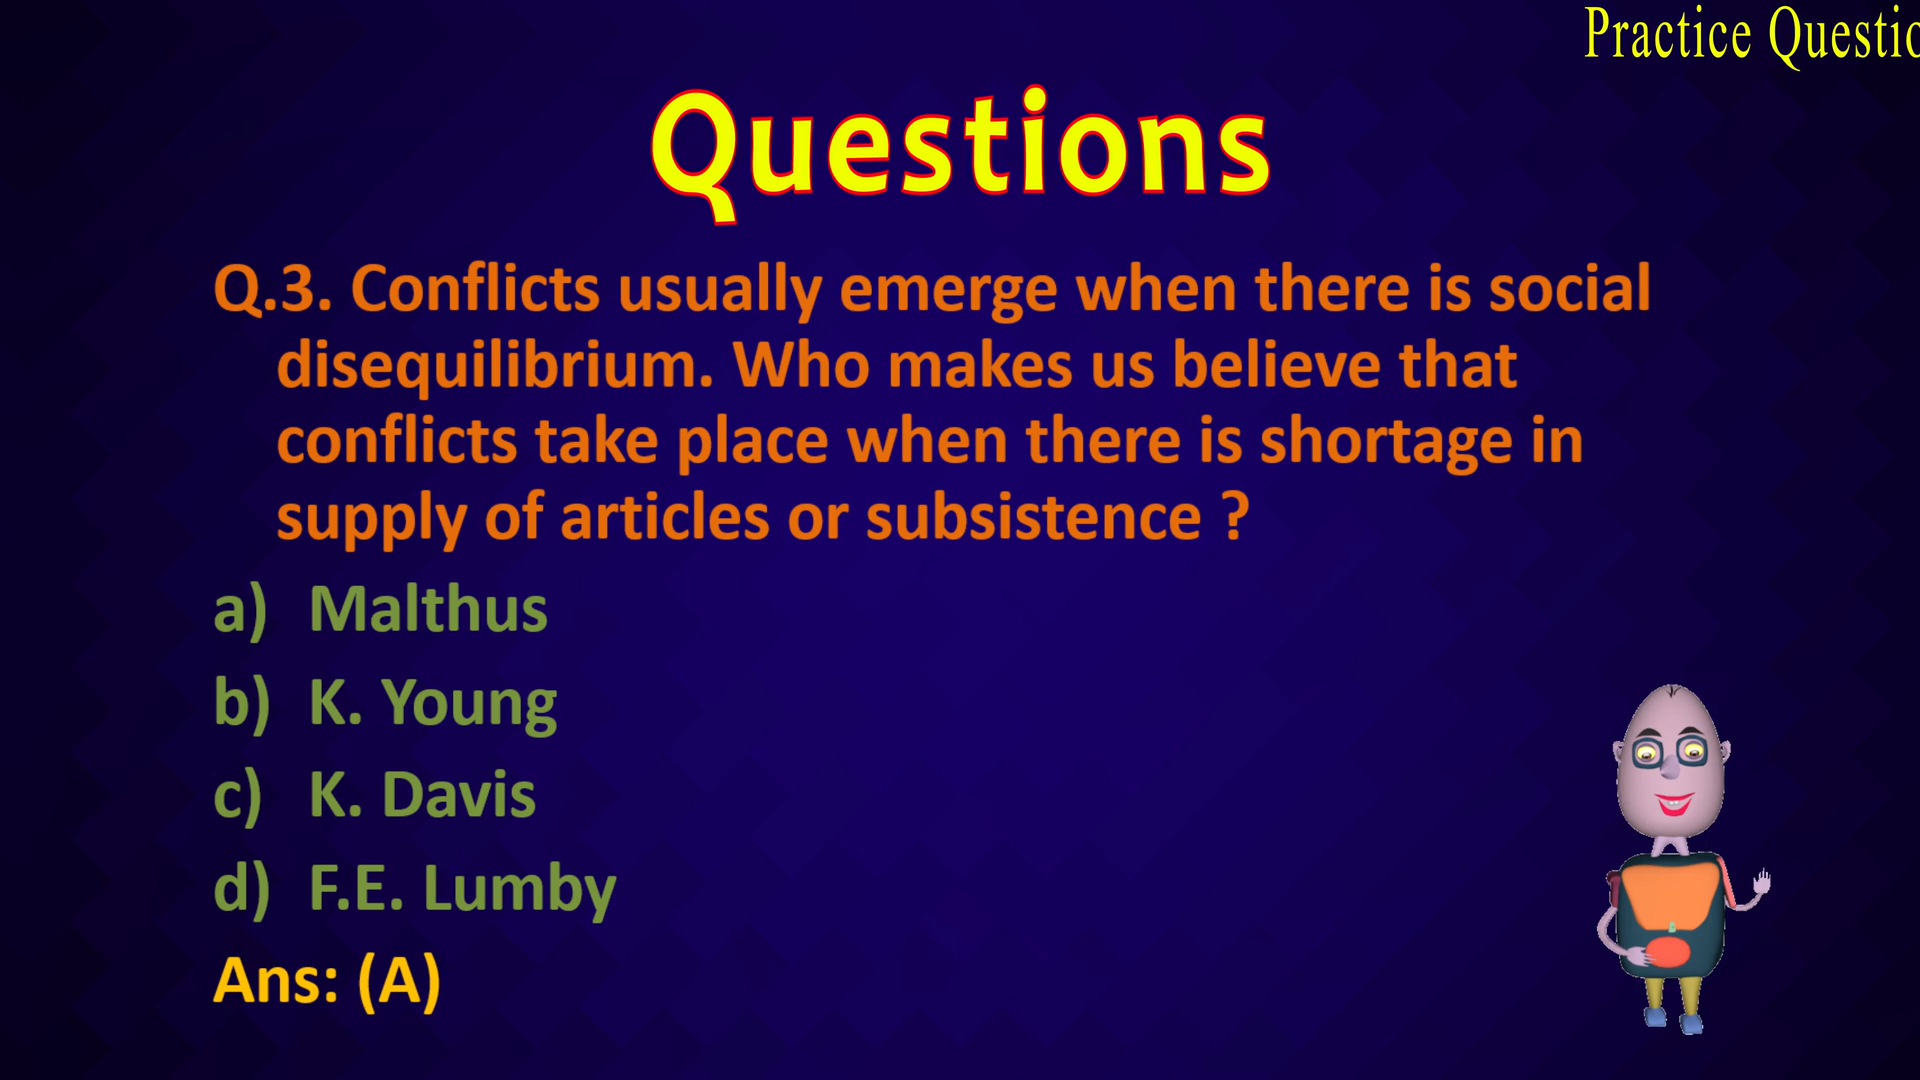 Practice Questio
Questions
Q.3. Conflicts usually emerge when there is social
disequilibrium. Who makes us believe that
conflicts take place when there is shortage in
supply of articles or subsistence ?
a) Malthus
b) K. Young
c) K. Davis
d) F.E. Lumby
Ans: (A)